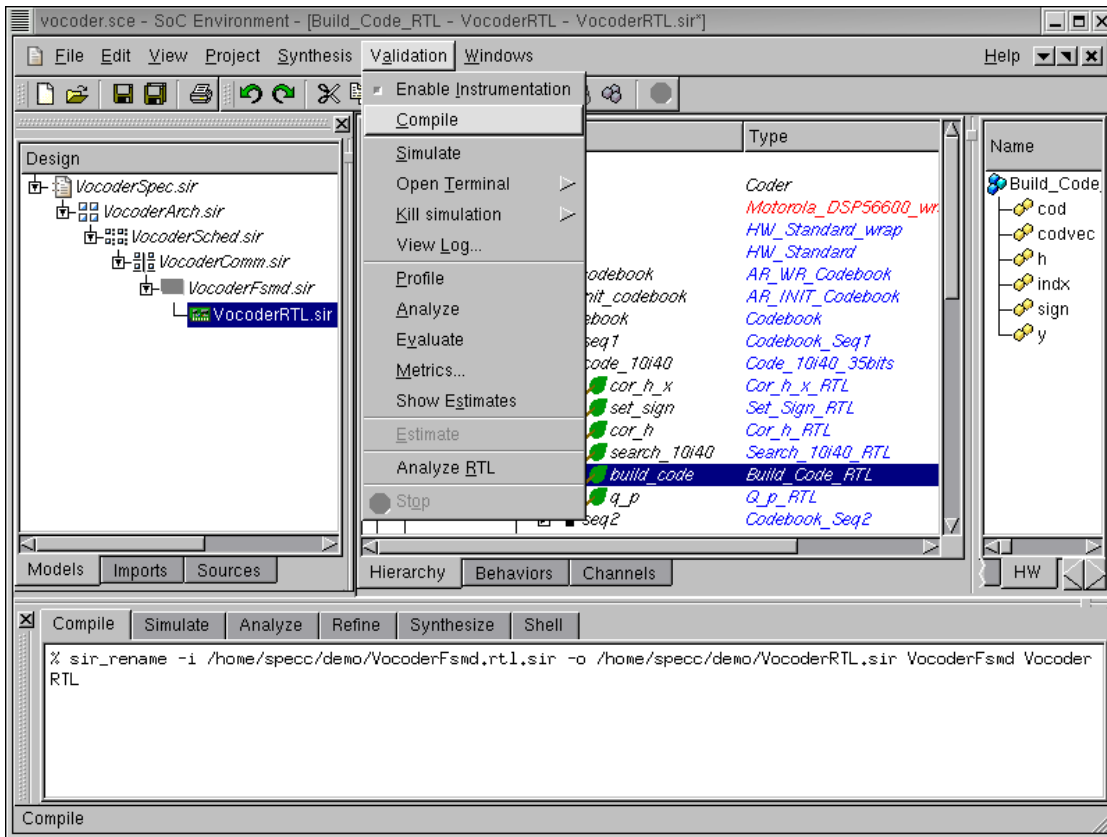 vocoder.sce - SoC Environment - [Build_Code_RTL - VocoderRTL - VocoderRTL.sir*]
File Edit View Project Synthesis Validation Windows Help
Enable Instrumentation
Compile
Simulate
Open Terminal
Kill simulation
View Log...
Profile
Analyze
Evaluate
Metrics...
Show Estimates
Estimate
Analyze RTL
Stop
Design
VocoderSpec.sir
VocoderArch.sir
VocoderSched.sir
VocoderComm.sir
VocoderFsmd.sir
VocoderRTL.sir
Models Imports Sources
Type
Coder
Motorola_DSP56600_wr
HW_Standard_wrap
HW_Standard
odebook AR_WR_Codebook
nit_codebook AR_INIT_Codebook
ebook Codebook
seq1 Codebook_Seq1
code_10i40 Code_10i40_35bits
cor_h_x Cor_h_x_RTL
set_sign Set_Sign_RTL
cor_h Cor_h_RTL
search_10i40 Search_10i40_RTL
build_code Build_Code_RTL
q_p Q_p_RTL
seq2 Codebook_Seq2
Hierarchy Behaviors Channels
Name
Build_Code_
cod
codvec
h
indx
sign
y
HW
Compile Simulate Analyze Refine Synthesize Shell
% sir_rename -i /home/specc/demo/VocoderFsmd.rtl.sir -o /home/specc/demo/VocoderRTL.sir VocoderFsmd Vocoder
RTL
Compile